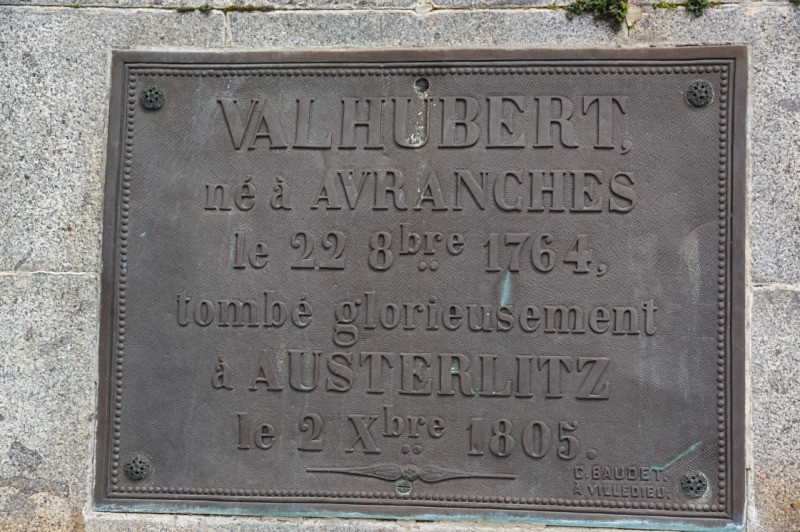 VALHUBERT,
né à AVRANCHES
le 22 8bre 1764,
tombé glorieusement
à AUSTERLITZ
le 2 Xbre 1805.
C. BAUDET.
À VILLEDIEU.